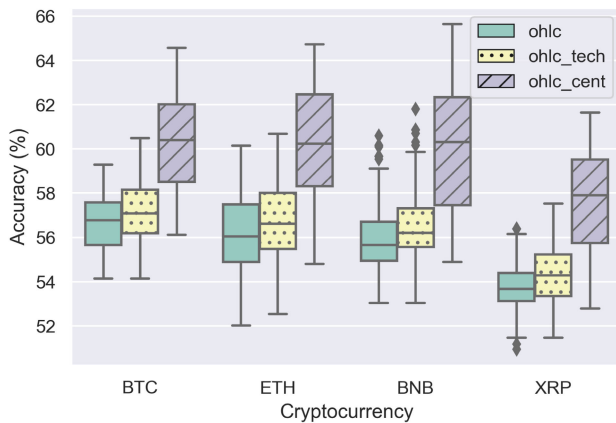 66
64
62
60
58
56
54
52
Accuracy (%)
ohlc
ohlc_tech
ohlc_cent
BTC
ETH
BNB
XRP
Cryptocurrency